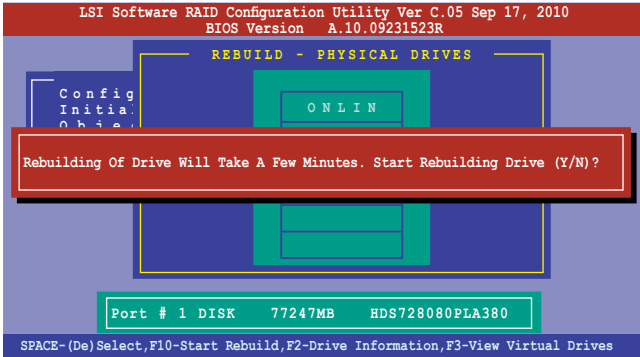 LSI Software RAID Configuration Utility Ver C.05 Sep 17, 2010
BIOS Version A.10.09231523R
REBUILD - PHYSICAL DRIVES
Config
Initial
Objec
ONLIN
Rebuilding Of Drive Will Take A Few Minutes. Start Rebuilding Drive (Y/N)?
Port # 1 DISK 77247MB HDS728080PLA380
SPACE-(De)Select,F10-Start Rebuild,F2-Drive Information,F3-View Virtual Drives